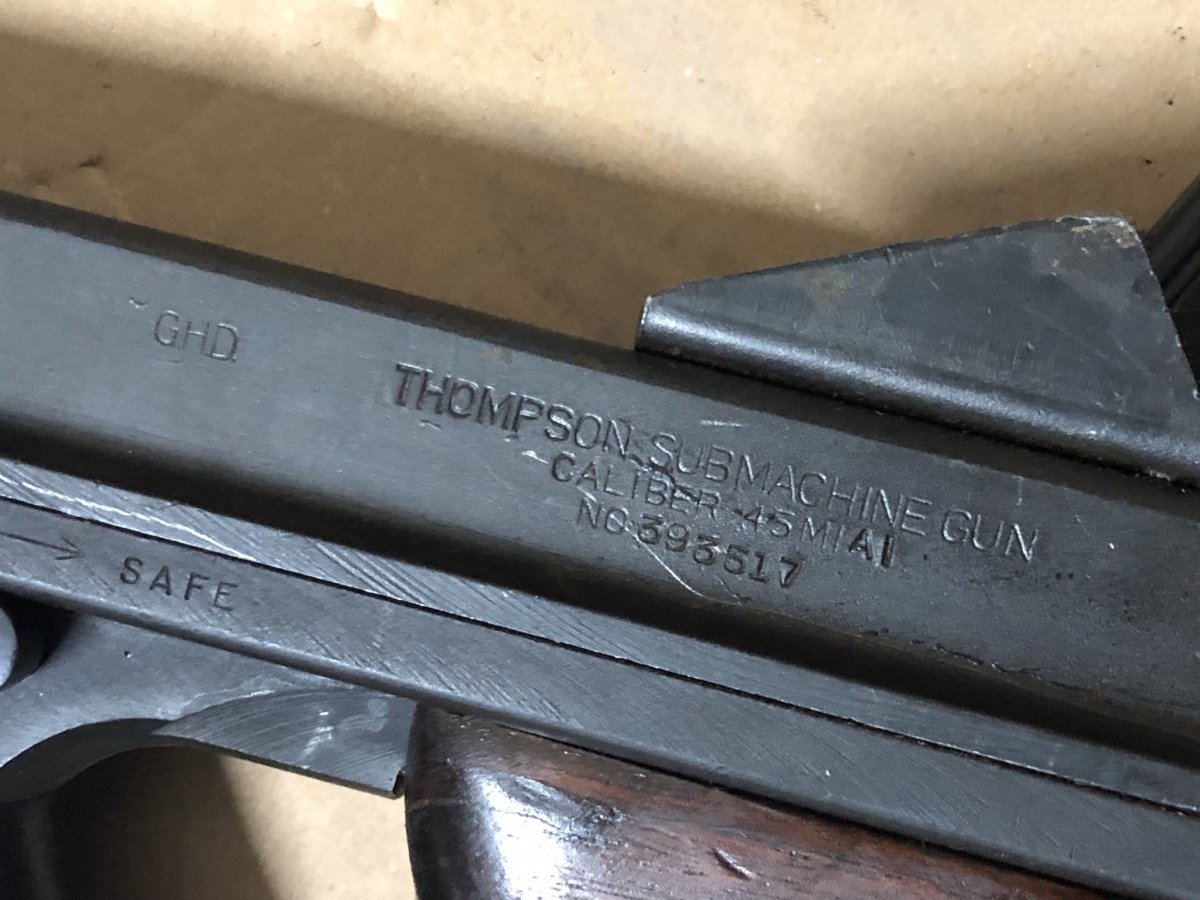 GHD
THOMPSON SUBMACHINE GUN
CALIBER .45 M1A1
NO. 393517
SAFE